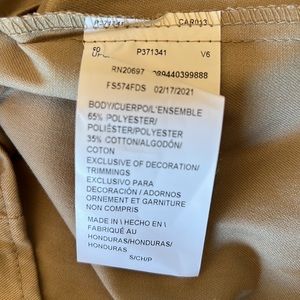 CAR013
P371341 V6
RN20697 089440399888
FS574FDS 02/17/2021
BODY/CUERPO/L'ENSEMBLE
65% POLYESTER/
POLIÉSTER/POLYESTER
35% COTTON/ALGODÓN/
COTON
EXCLUSIVE OF DECORATION/
TRIMMINGS
EXCLUSIVO PARA
DECORACIÓN / ADORNOS
ORNEMENT ET GARNITURE
NON COMPRIS
MADE IN \ HECHO EN \
FABRIQUÉ AU
HONDURAS/HONDURAS/
HONDURAS
S/CH/P